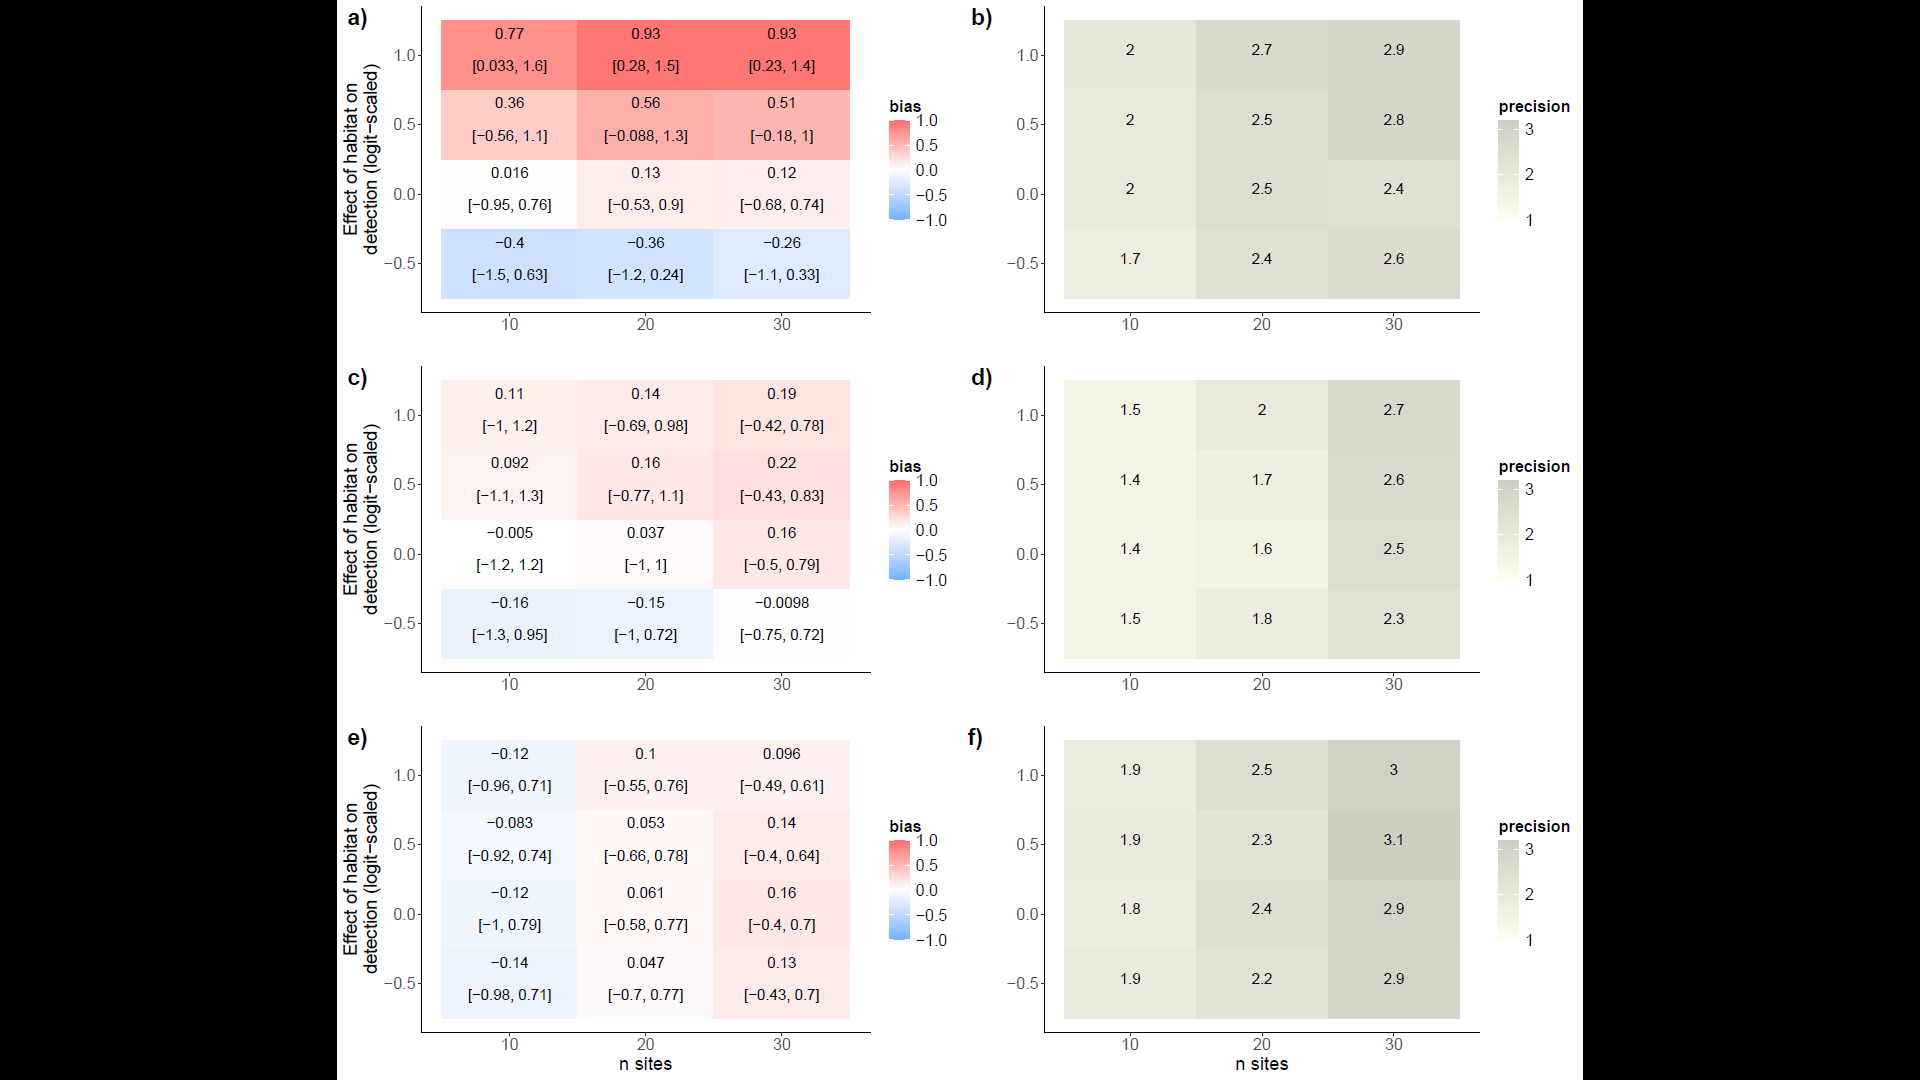 a)
0.77 0.93 0.93
1.0
[0.033, 1.6] [0.28, 1.5] [0.23, 1.4]
0.36 0.56 0.51
0.5
[−0.56, 1.1] [−0.088, 1.3] [−0.18, 1]
0.016 0.13 0.12
0.0
[−0.95, 0.76] [−0.53, 0.9] [−0.68, 0.74]
−0.4 −0.36 −0.26
−0.5
[−1.5, 0.63] [−1.2, 0.24] [−1.1, 0.33]
10 20 30
Effect of habitat on
detection (logit−scaled)
bias
1.0
0.5
0.0
−0.5
−1.0
b)
1.0 2 2.7 2.9
0.5 2 2.5 2.8
0.0 2 2.5 2.4
−0.5 1.7 2.4 2.6
10 20 30
precision
3
2
1
c)
0.11 0.14 0.19
1.0
[−1, 1.2] [−0.69, 0.98] [−0.42, 0.78]
0.092 0.16 0.22
0.5
[−1.1, 1.3] [−0.77, 1.1] [−0.43, 0.83]
−0.005 0.037 0.16
0.0
[−1.2, 1.2] [−1, 1] [−0.5, 0.79]
−0.16 −0.15 −0.0098
−0.5
[−1.3, 0.95] [−1, 0.72] [−0.75, 0.72]
10 20 30
Effect of habitat on
detection (logit−scaled)
bias
1.0
0.5
0.0
−0.5
−1.0
d)
1.0 1.5 2 2.7
0.5 1.4 1.7 2.6
0.0 1.4 1.6 2.5
−0.5 1.5 1.8 2.3
10 20 30
precision
3
2
1
e)
−0.12 0.1 0.096
1.0
[−0.96, 0.71] [−0.55, 0.76] [−0.49, 0.61]
−0.083 0.053 0.14
0.5
[−0.92, 0.74] [−0.66, 0.78] [−0.4, 0.64]
−0.12 0.061 0.16
0.0
[−1, 0.79] [−0.58, 0.77] [−0.4, 0.7]
−0.14 0.047 0.13
−0.5
[−0.98, 0.71] [−0.7, 0.77] [−0.43, 0.7]
10 20 30
n sites
Effect of habitat on
detection (logit−scaled)
bias
1.0
0.5
0.0
−0.5
−1.0
f)
1.0 1.9 2.5 3
0.5 1.9 2.3 3.1
0.0 1.8 2.4 2.9
−0.5 1.9 2.2 2.9
10 20 30
n sites
precision
3
2
1